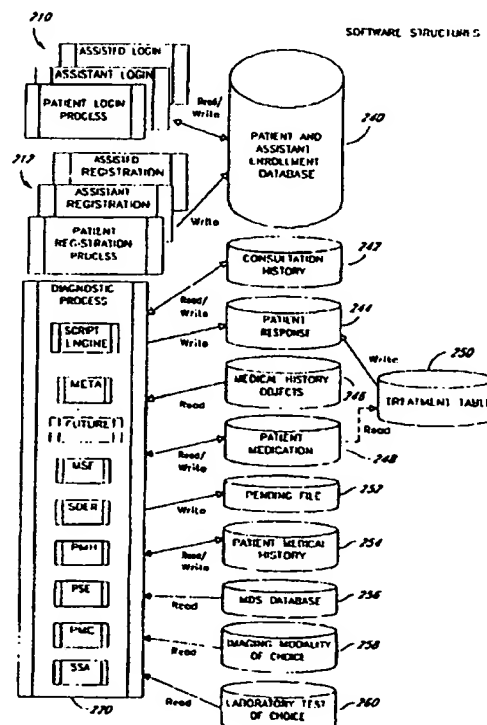 SOFTWARE STRUCTURES
210
ASSISTED LOGIN
ASSISTANT LOGIN
PATIENT LOGIN
PROCESS
Read/
Write
PATIENT AND
ASSISTANT
ENROLLMENT
DATABASE
240
212
ASSISTED
REGISTRATION
ASSISTANT
REGISTRATION
PATIENT
REGISTRATION
PROCESS
Write
DIAGNOSTIC
PROCESS
Read/
Write
CONSULTATION
HISTORY
242
SCRIPT
ENGINE
Write
PATIENT
RESPONSE
244
Write
250
TREATMENT TABLE
META
Read
MEDICAL HISTORY
OBJECTS
246
Read
FUTURE
MSF
Read/
Write
PATIENT
MEDICATION
248
SDER
Write
PENDING FILE
252
PMH
Read/
Write
PATIENT MEDICAL
HISTORY
254
PSE
Read
MDS DATABASE
256
PMC
Read
IMAGING MODALITY
OF CHOICE
258
SSA
Read
LABORATORY TEST
OF CHOICE
260
220